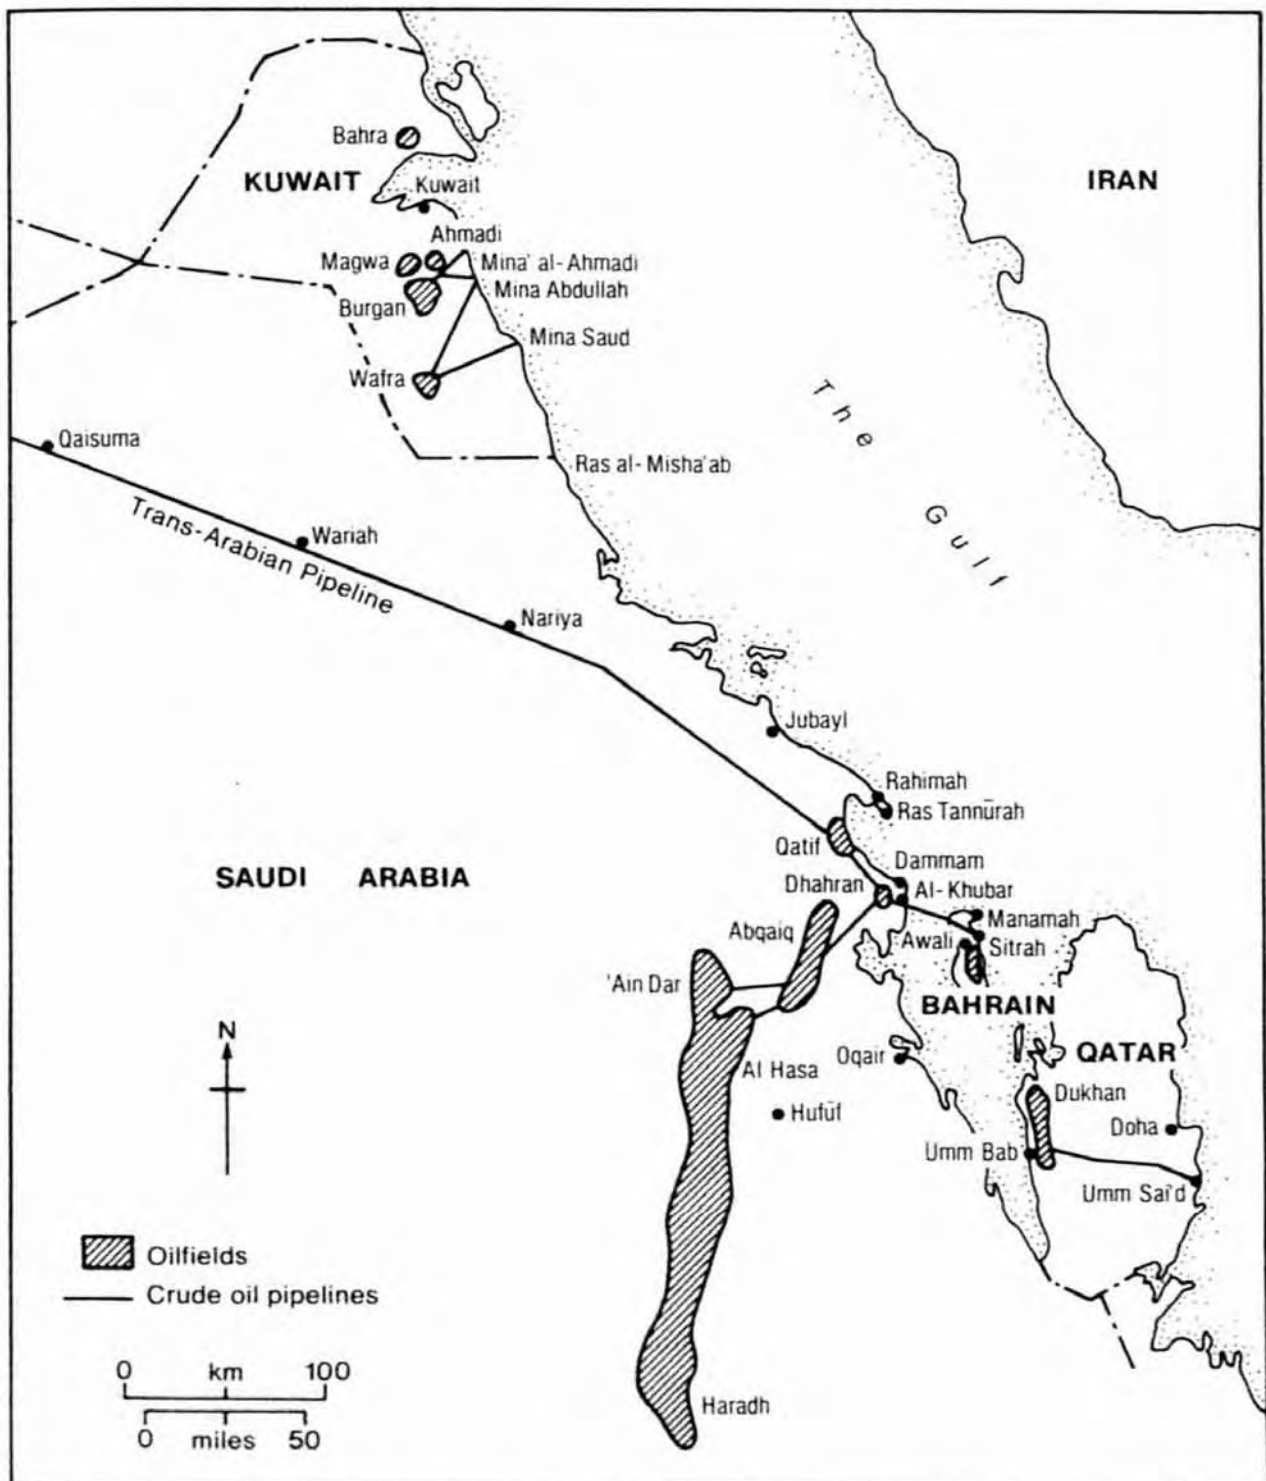 Bahra
KUWAIT
Kuwait
IRAN
Ahmadi
Magwa
Mina' al-Ahmadi
Mina Abdullah
Burgan
Mina Saud
Wafra
The Gulf
Qaisuma
Ras al-Misha'ab
Trans-Arabian Pipeline
Wariah
Nariya
Jubayl
Rahimah
Ras Tannūrah
Qatif
SAUDI ARABIA
Dammam
Dhahran
Al-Khubar
Manamah
Abqaiq
Awali
Sitrah
'Ain Dar
BAHRAIN
N
Oqair
QATAR
Al Hasa
Dukhan
Hufūf
Doha
Umm Bab
Umm Sai'd
Oilfields
Crude oil pipelines
0 km 100
0 miles 50
Haradh